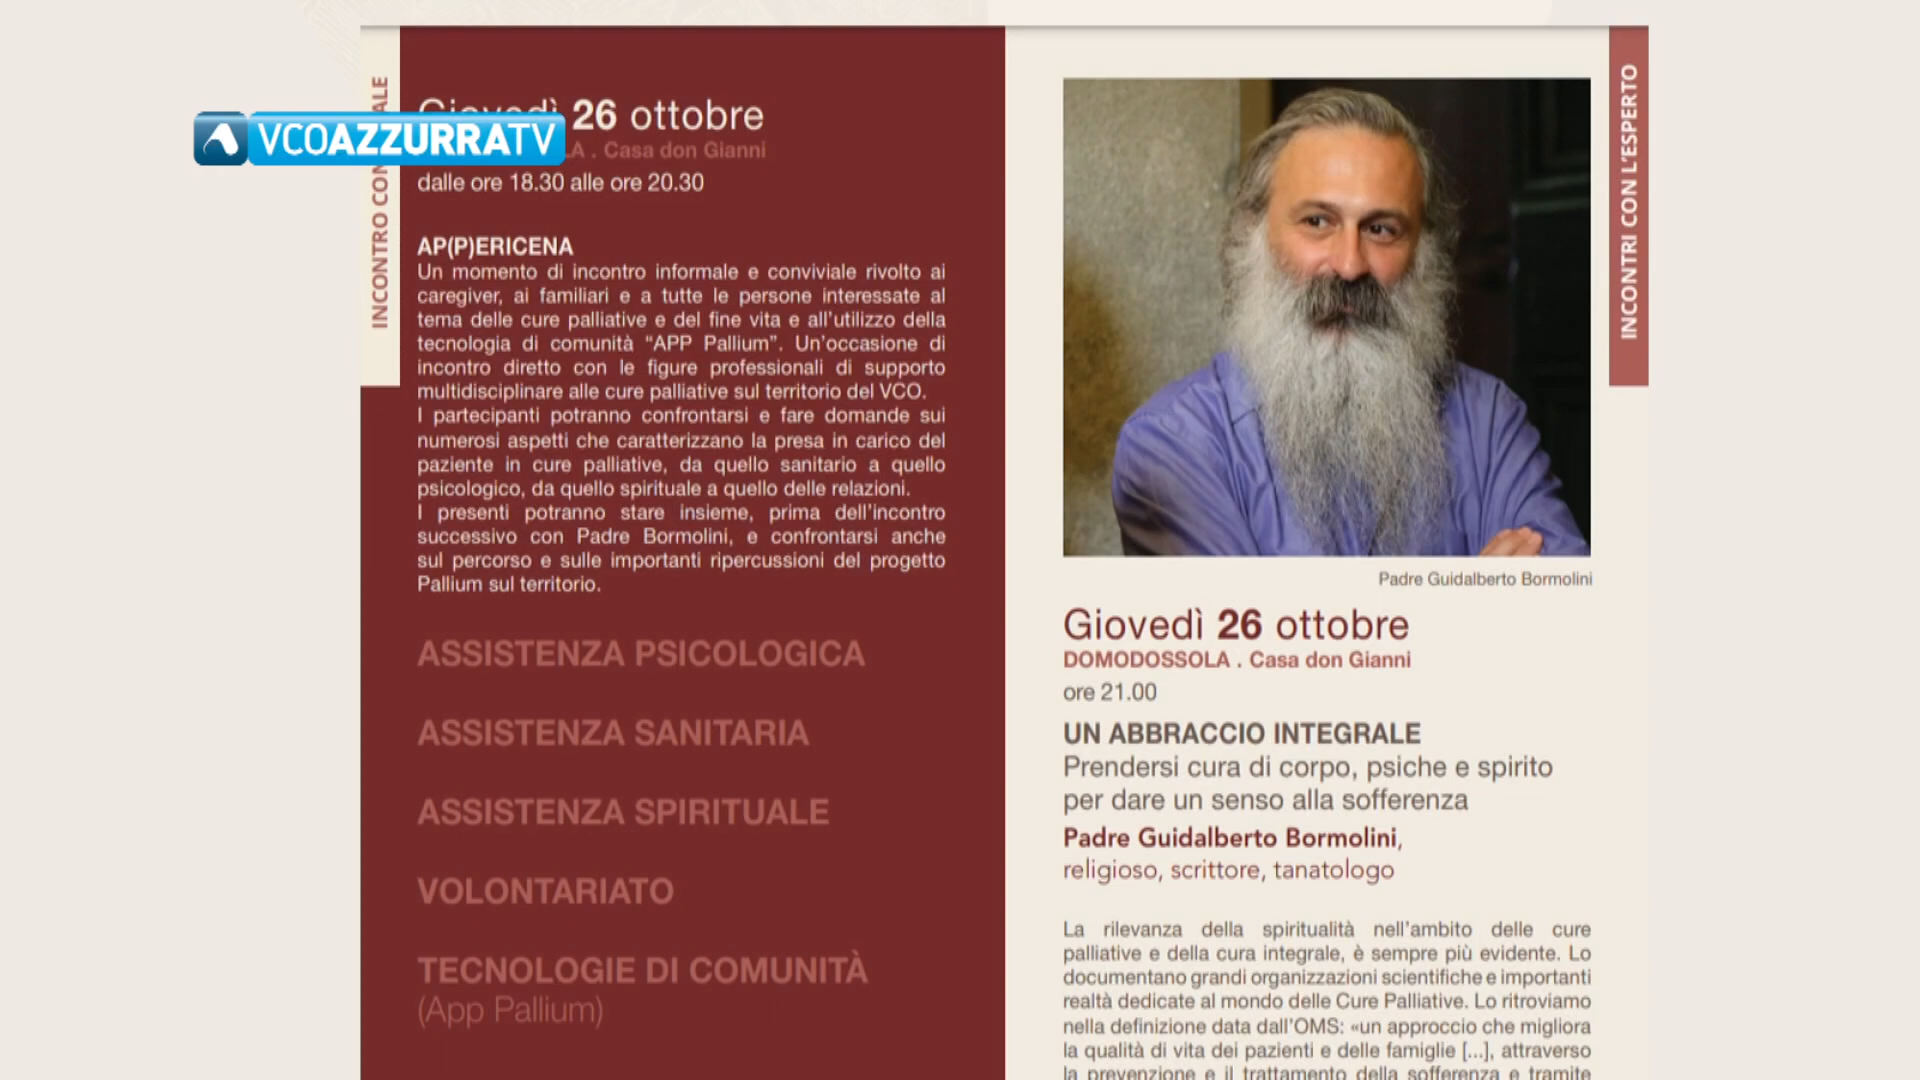 VCOAZZURRATV
INCONTRO CON
ALE
Giovedì 26 ottobre
LA . Casa don Gianni
dalle ore 18.30 alle ore 20.30
AP(P)ERICENA
Un momento di incontro informale e conviviale rivolto ai
caregiver, ai familiari e a tutte le persone interessate al
tema delle cure palliative e del fine vita e all'utilizzo della
tecnologia di comunità “APP Pallium”. Un'occasione di
incontro diretto con le figure professionali di supporto
multidisciplinare alle cure palliative sul territorio del VCO.
I partecipanti potranno confrontarsi e fare domande sui
numerosi aspetti che caratterizzano la presa in carico del
paziente in cure palliative, da quello sanitario a quello
psicologico, da quello spirituale a quello delle relazioni.
I presenti potranno stare insieme, prima dell'incontro
successivo con Padre Bormolini, e confrontarsi anche
sul percorso e sulle importanti ripercussioni del progetto
Pallium sul territorio.
ASSISTENZA PSICOLOGICA
ASSISTENZA SANITARIA
ASSISTENZA SPIRITUALE
VOLONTARIATO
TECNOLOGIE DI COMUNITÀ
(App Pallium)
INCONTRI CON L'ESPERTO
Padre Guidalberto Bormolini
Giovedì 26 ottobre
DOMODOSSOLA . Casa don Gianni
ore 21.00
UN ABBRACCIO INTEGRALE
Prendersi cura di corpo, psiche e spirito
per dare un senso alla sofferenza
Padre Guidalberto Bormolini,
religioso, scrittore, tanatologo
La rilevanza della spiritualità nell'ambito delle cure
palliative e della cura integrale, è sempre più evidente. Lo
documentano grandi organizzazioni scientifiche e importanti
realtà dedicate al mondo delle Cure Palliative. Lo ritroviamo
nella definizione data dall'OMS: «un approccio che migliora
la qualità di vita dei pazienti e delle famiglie [...], attraverso
la prevenzione e il trattamento della sofferenza e tramite